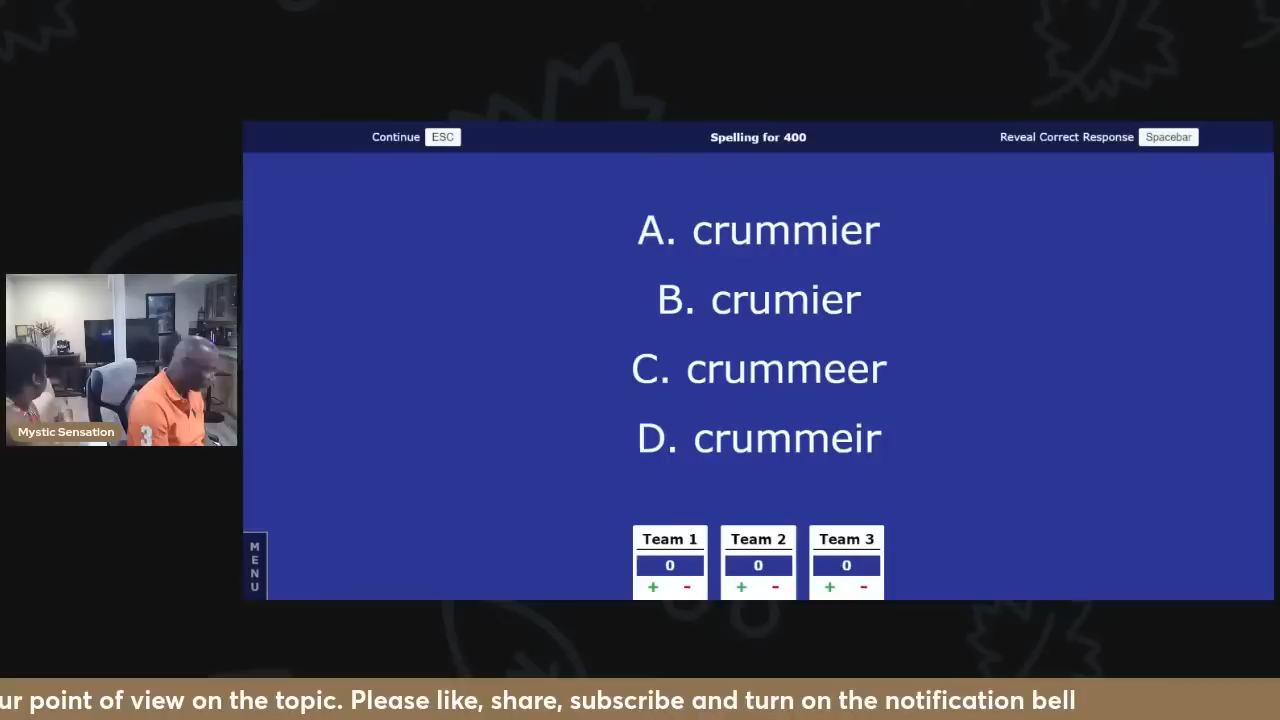 Continue ESC
Spelling for 400
Reveal Correct Response Spacebar
A. crummier
B. crumier
C. crummeer
D. crummeir
Mystic Sensation
3
MENU
Team 1
0
+ -
Team 2
0
+ -
Team 3
0
+ -
ur point of view on the topic. Please like, share, subscribe and turn on the notification bell